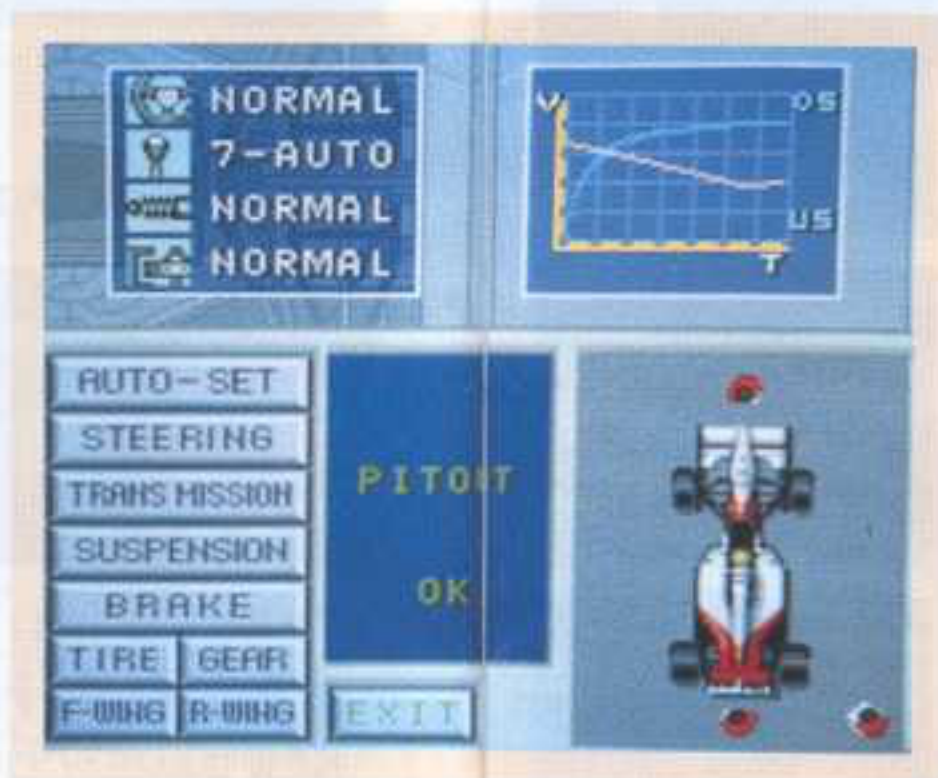 NORMAL
7-AUTO
NORMAL
NORMAL
V
OS
US
T
AUTO-SET
STEERING
TRANSMISSION
SUSPENSION
BRAKE
TIRE GEAR
F-WING R-WING
PITOUT
OK
EXIT